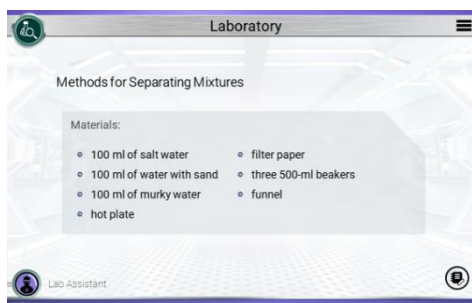 Laboratory
Methods for Separating Mixtures
Materials:
100 ml of salt water
100 ml of water with sand
100 ml of murky water
hot plate
filter paper
three 500-ml beakers
funnel
Lab Assistant